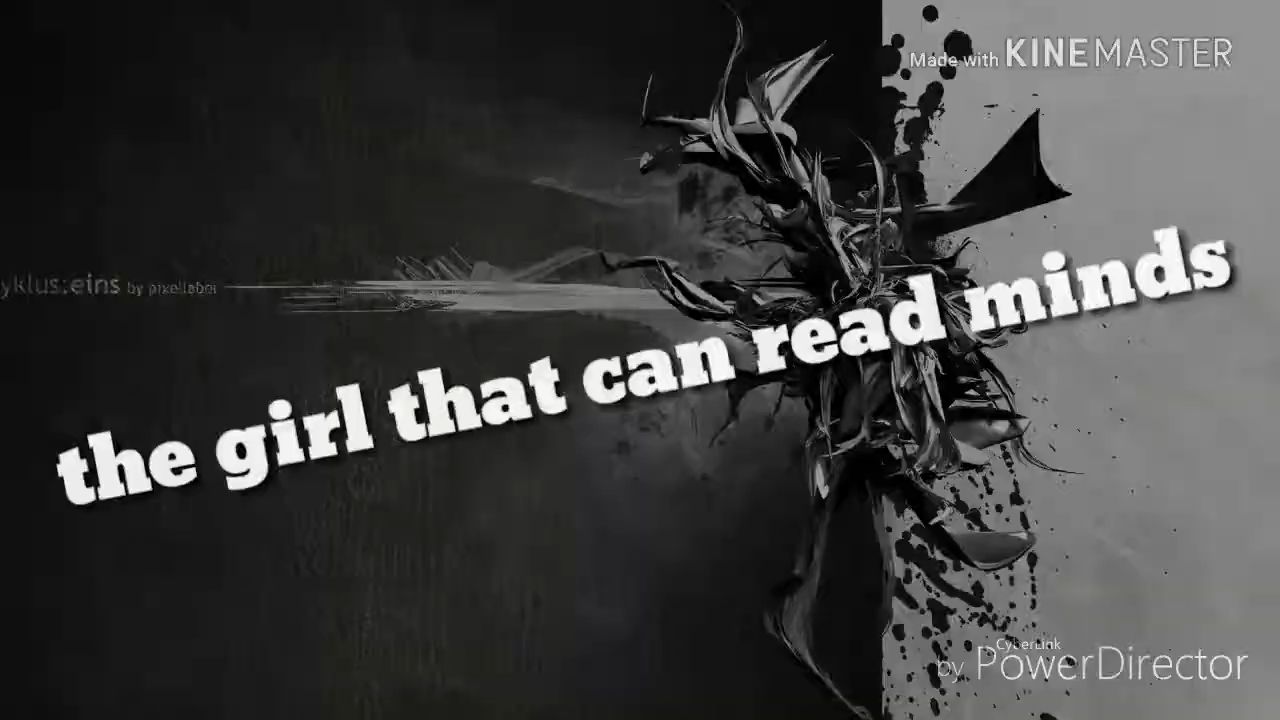 Made with KINEMASTER
yklus:eins by pixellabor
the girl that can read minds
CyberLink
by PowerDirector